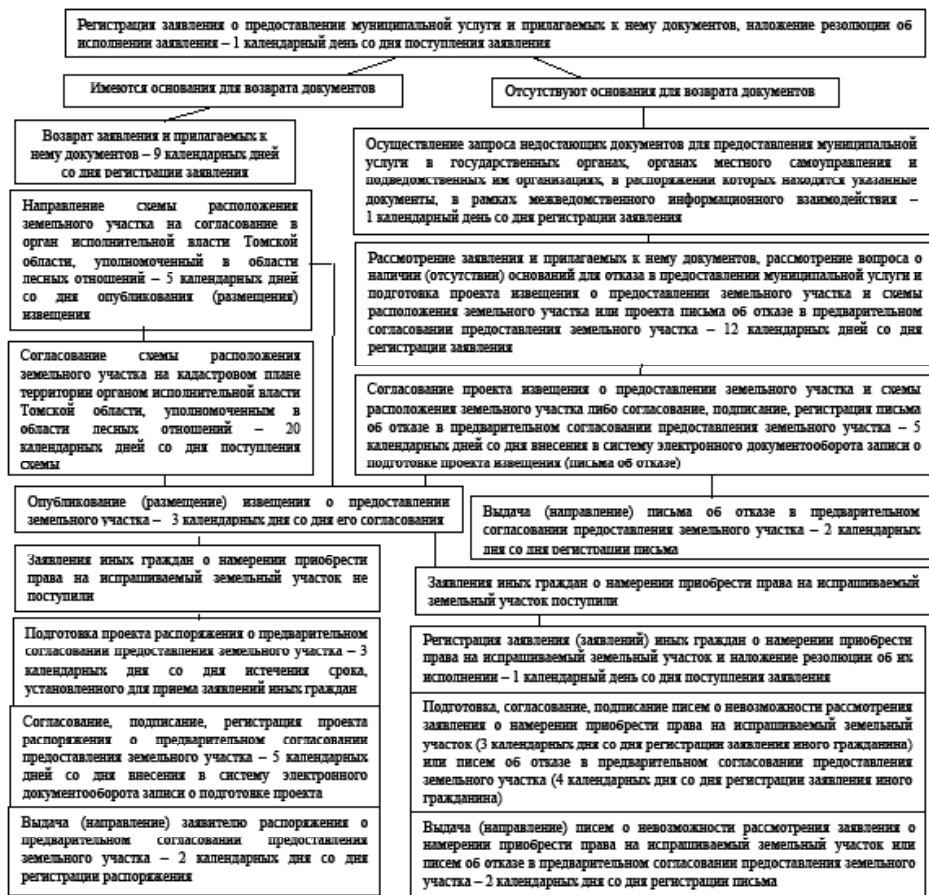 Регистрация заявления о предоставлении муниципальной услуги и прилагаемых к нему документов, наложение резолюции об
исполнении заявления – 1 календарный день со дня поступления заявления
Имеются основания для возврата документов
Отсутствуют основания для возврата документов
Возврат заявления и прилагаемых к
нему документов – 9 календарных дней
со дня регистрации заявления
Осуществление запроса недостающих документов для предоставления муниципальной
услуги в государственных органах, органах местного самоуправления и
подведомственных им организациях, в распоряжении которых находятся указанные
документы, в рамках межведомственного информационного взаимодействия –
1 календарный день со дня регистрации заявления
Направление схемы расположения
земельного участка на согласование в
орган исполнительной власти Томской
области, уполномоченный в области
лесных отношений – 5 календарных дней
со дня опубликования (размещения)
извещения
Рассмотрение заявления и прилагаемых к нему документов, рассмотрение вопроса о
наличии (отсутствии) оснований для отказа в предоставлении муниципальной услуги и
подготовка проекта извещения о предоставлении земельного участка и схемы
расположения земельного участка или проекта письма об отказе в предварительном
согласовании предоставления земельного участка – 12 календарных дней со дня
регистрации заявления
Согласование схемы расположения
земельного участка на кадастровом плане
территории органом исполнительной власти
Томской области, уполномоченным в
области лесных отношений – 20
календарных дней со дня поступления
схемы
Согласование проекта извещения о предоставлении земельного участка и схемы
расположения земельного участка либо согласование, подписание, регистрация письма
об отказе в предварительном согласовании предоставления земельного участка – 5
календарных дней со дня внесения в систему электронного документооборота записи о
подготовке проекта извещения (письма об отказе)
Опубликование (размещение) извещения о предоставлении
земельного участка – 3 календарных дня со дня его согласования
Выдача (направление) письма об отказе в предварительном
согласовании предоставления земельного участка – 2 календарных
дня со дня регистрации письма
Заявления иных граждан о намерении приобрести
права на испрашиваемый земельный участок не
поступили
Заявления иных граждан о намерении приобрести права на испрашиваемый
земельный участок поступили
Подготовка проекта распоряжения о предварительном
согласовании предоставления земельного участка – 3
календарных дня со дня истечения срока,
установленного для приема заявлений иных граждан
Регистрация заявления (заявлений) иных граждан о намерении приобрести
права на испрашиваемый земельный участок и наложение резолюции об их
исполнении – 1 календарный день со дня поступления заявления
Согласование, подписание, регистрация проекта
распоряжения о предварительном согласовании
предоставления земельного участка – 5 календарных
дней со дня внесения в систему электронного
документооборота записи о подготовке проекта
Подготовка, согласование, подписание писем о невозможности рассмотрения
заявления о намерении приобрести права на испрашиваемый земельный
участок (3 календарных дня со дня регистрации заявления иного гражданина)
или писем об отказе в предварительном согласовании предоставления
земельного участка (4 календарных дня со дня регистрации заявления иного
гражданина)
Выдача (направление) заявителю распоряжения о
предварительном согласовании предоставления
земельного участка – 2 календарных дня со дня
регистрации распоряжения
Выдача (направление) писем о невозможности рассмотрения заявления о
намерении приобрести права на испрашиваемый земельный участок или
писем об отказе в предварительном согласовании предоставления земельного
участка – 2 календарных дня со дня регистрации письма